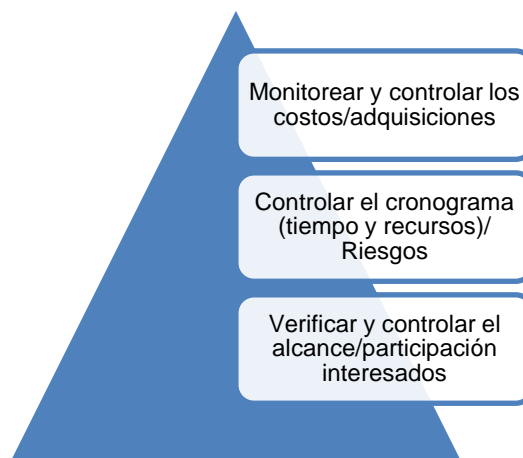 Monitorear y controlar los
costos/adquisiciones
Controlar el cronograma
(tiempo y recursos)/
Riesgos
Verificar y controlar el
alcance/participación
interesados